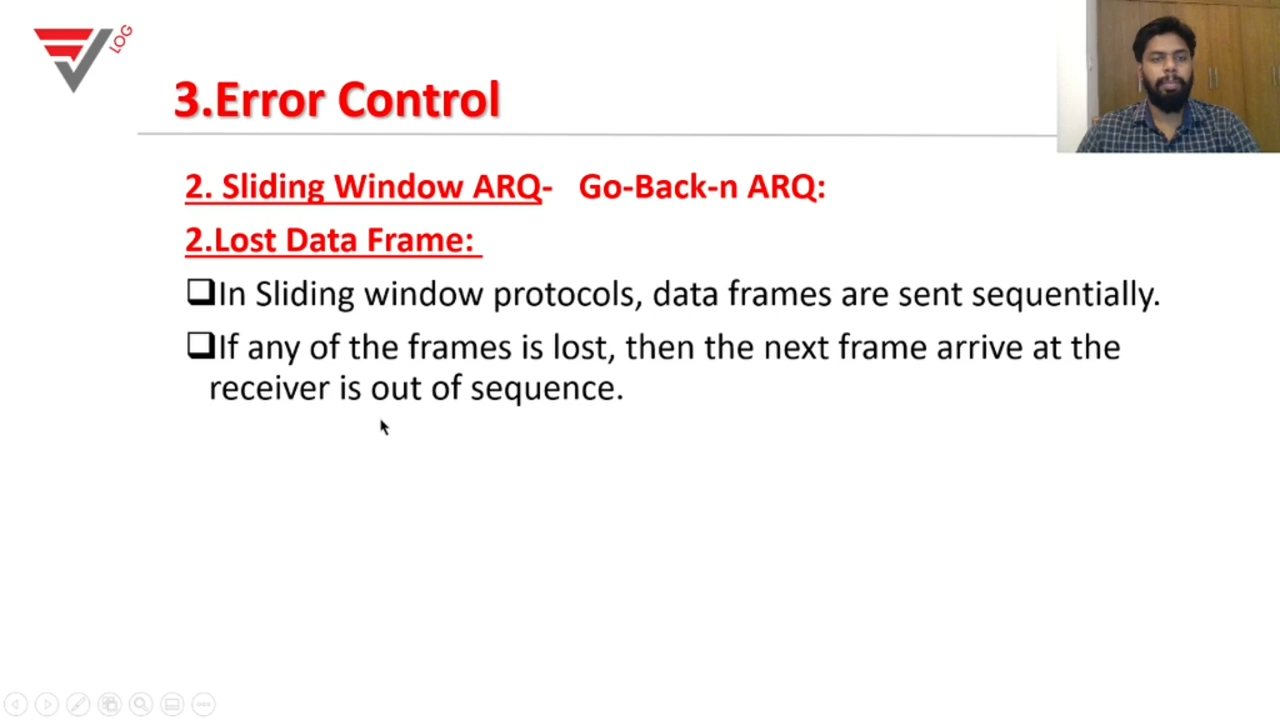 LOG
3.Error Control
2. Sliding Window ARQ- Go-Back-n ARQ:
2.Lost Data Frame:
❑In Sliding window protocols, data frames are sent sequentially.
❑If any of the frames is lost, then the next frame arrive at the
receiver is out of sequence.